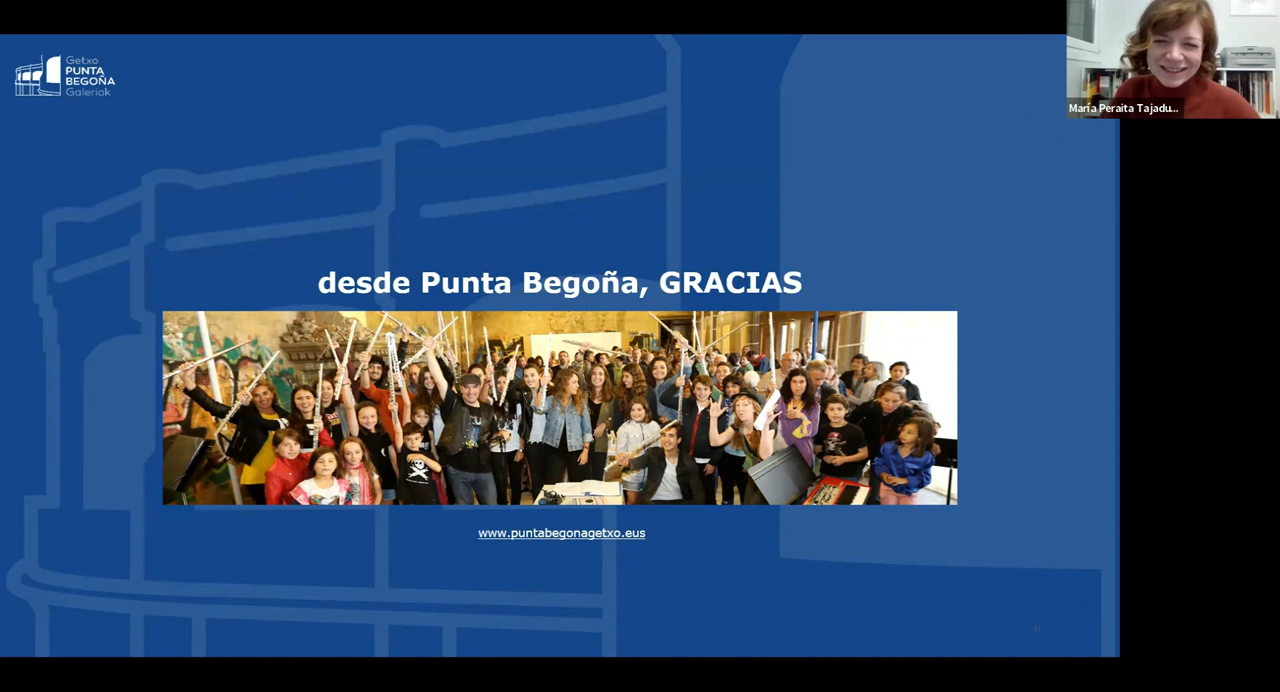 Getxo
PUNTA
BEGOÑA
Galeriak
María Peraita Tajadu...
desde Punta Begoña, GRACIAS
www.puntabegonagetxo.eus